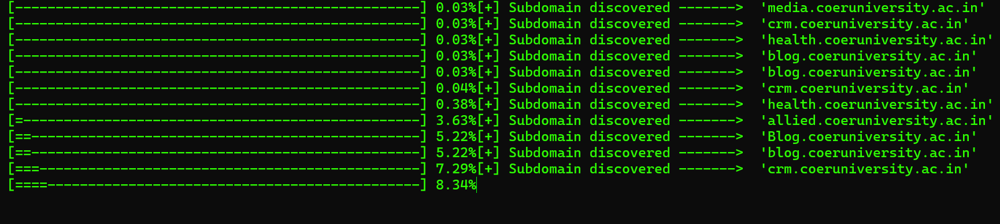 [--------------------------------------------------] 0.03%[+] Subdomain discovered -------> 'media.coeruniversity.ac.in'
[--------------------------------------------------] 0.03%[+] Subdomain discovered -------> 'crm.coeruniversity.ac.in'
[--------------------------------------------------] 0.03%[+] Subdomain discovered -------> 'health.coeruniversity.ac.in'
[--------------------------------------------------] 0.03%[+] Subdomain discovered -------> 'blog.coeruniversity.ac.in'
[--------------------------------------------------] 0.03%[+] Subdomain discovered -------> 'blog.coeruniversity.ac.in'
[--------------------------------------------------] 0.04%[+] Subdomain discovered -------> 'crm.coeruniversity.ac.in'
[--------------------------------------------------] 0.38%[+] Subdomain discovered -------> 'health.coeruniversity.ac.in'
[=-------------------------------------------------] 3.63%[+] Subdomain discovered -------> 'allied.coeruniversity.ac.in'
[==------------------------------------------------] 5.22%[+] Subdomain discovered -------> 'Blog.coeruniversity.ac.in'
[==------------------------------------------------] 5.22%[+] Subdomain discovered -------> 'blog.coeruniversity.ac.in'
[===-----------------------------------------------] 7.29%[+] Subdomain discovered -------> 'crm.coeruniversity.ac.in'
[====----------------------------------------------] 8.34%